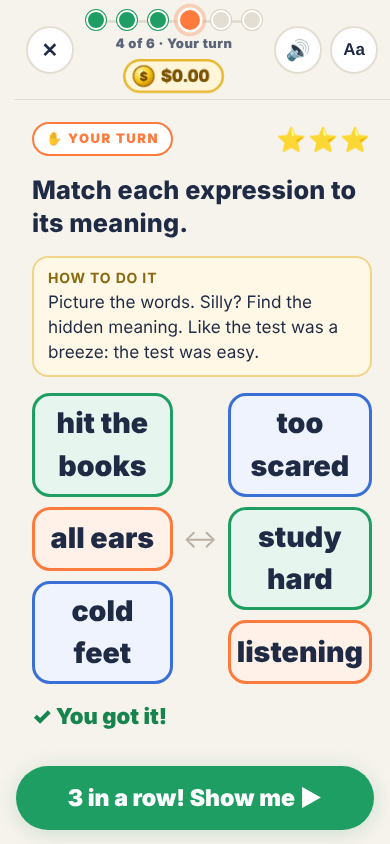 4 of 6 · Your turn
$ $0.00
Aa
YOUR TURN
Match each expression to
its meaning.
HOW TO DO IT
Picture the words. Silly? Find the
hidden meaning. Like the test was a
breeze: the test was easy.
hit the
books
too
scared
all ears
study
hard
cold
feet
listening
✓ You got it!
3 in a row! Show me ▶